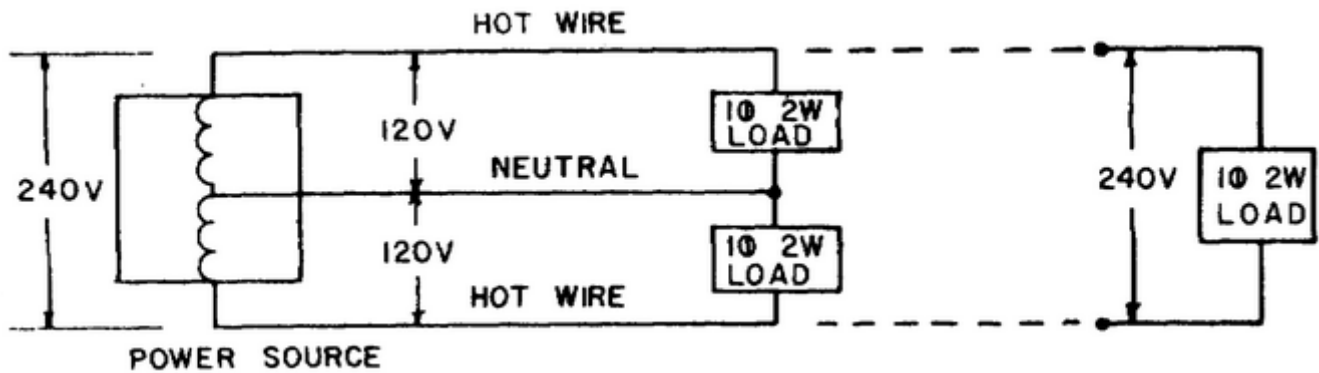 HOT WIRE
240V
120V
1Φ 2W
LOAD
NEUTRAL
120V
1Φ 2W
LOAD
HOT WIRE
POWER SOURCE
240V
1Φ 2W
LOAD